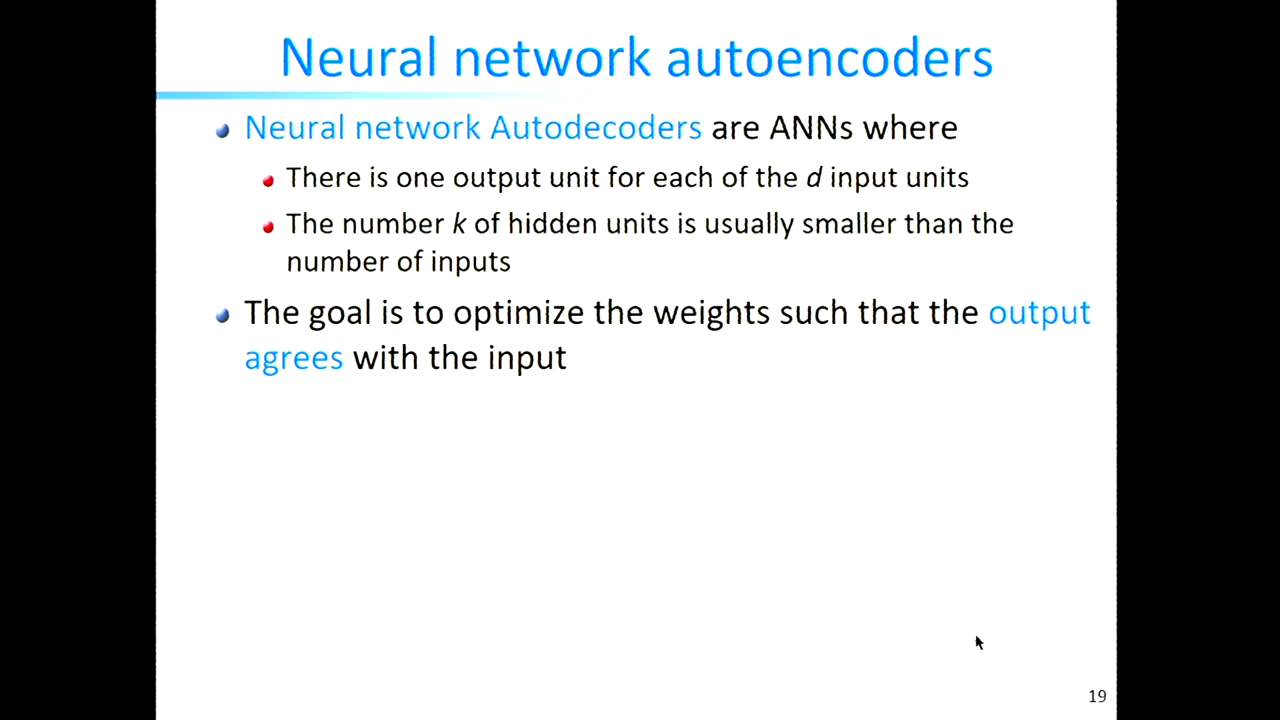 Neural network autoencoders
Neural network Autodecoders are ANNs where
There is one output unit for each of the d input units
The number k of hidden units is usually smaller than the
number of inputs
The goal is to optimize the weights such that the output
agrees with the input
19